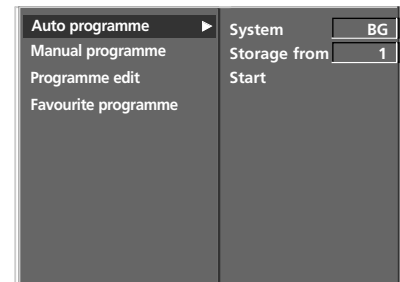 Auto programme
Manual programme
Programme edit
Favourite programme
System BG
Storage from 1
Start